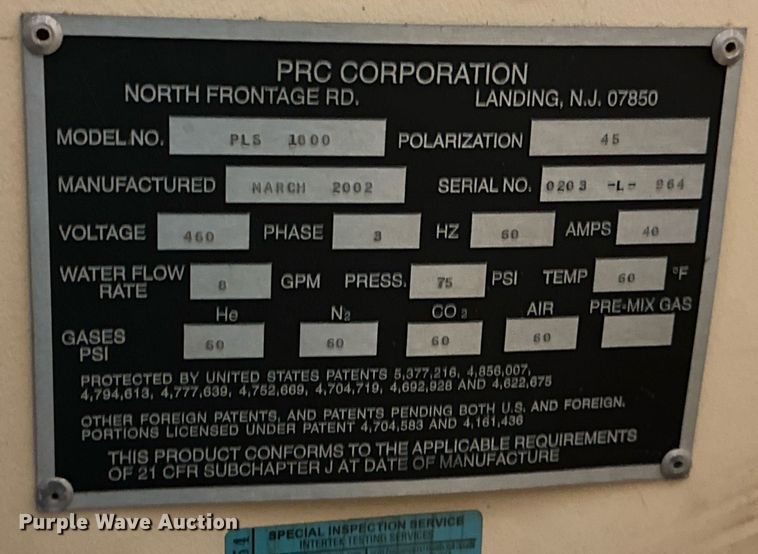 PRC CORPORATION
NORTH FRONTAGE RD. LANDING, N.J. 07850
MODEL NO. PLS 1000 POLARIZATION 45
MANUFACTURED MARCH 2002 SERIAL NO. 0203 -L- 964
VOLTAGE 460 PHASE 3 HZ 60 AMPS 40
WATER FLOW RATE 8 GPM PRESS. 75 PSI TEMP 60 °F
He N2 CO2 AIR PRE-MIX GAS
GASES PSI 60 60 60 60
PROTECTED BY UNITED STATES PATENTS 5,377,216, 4,856,007,
4,794,613, 4,777,639, 4,752,669, 4,704,719, 4,692,928 AND 4,622,675
OTHER FOREIGN PATENTS, AND PATENTS PENDING BOTH U.S. AND FOREIGN.
PORTIONS LICENSED UNDER PATENT 4,704,583 AND 4,161,436
THIS PRODUCT CONFORMS TO THE APPLICABLE REQUIREMENTS
OF 21 CFR SUBCHAPTER J AT DATE OF MANUFACTURE
Purple Wave Auction
SPECIAL INSPECTION SERVICE
INTERTEK TESTING SERVICES